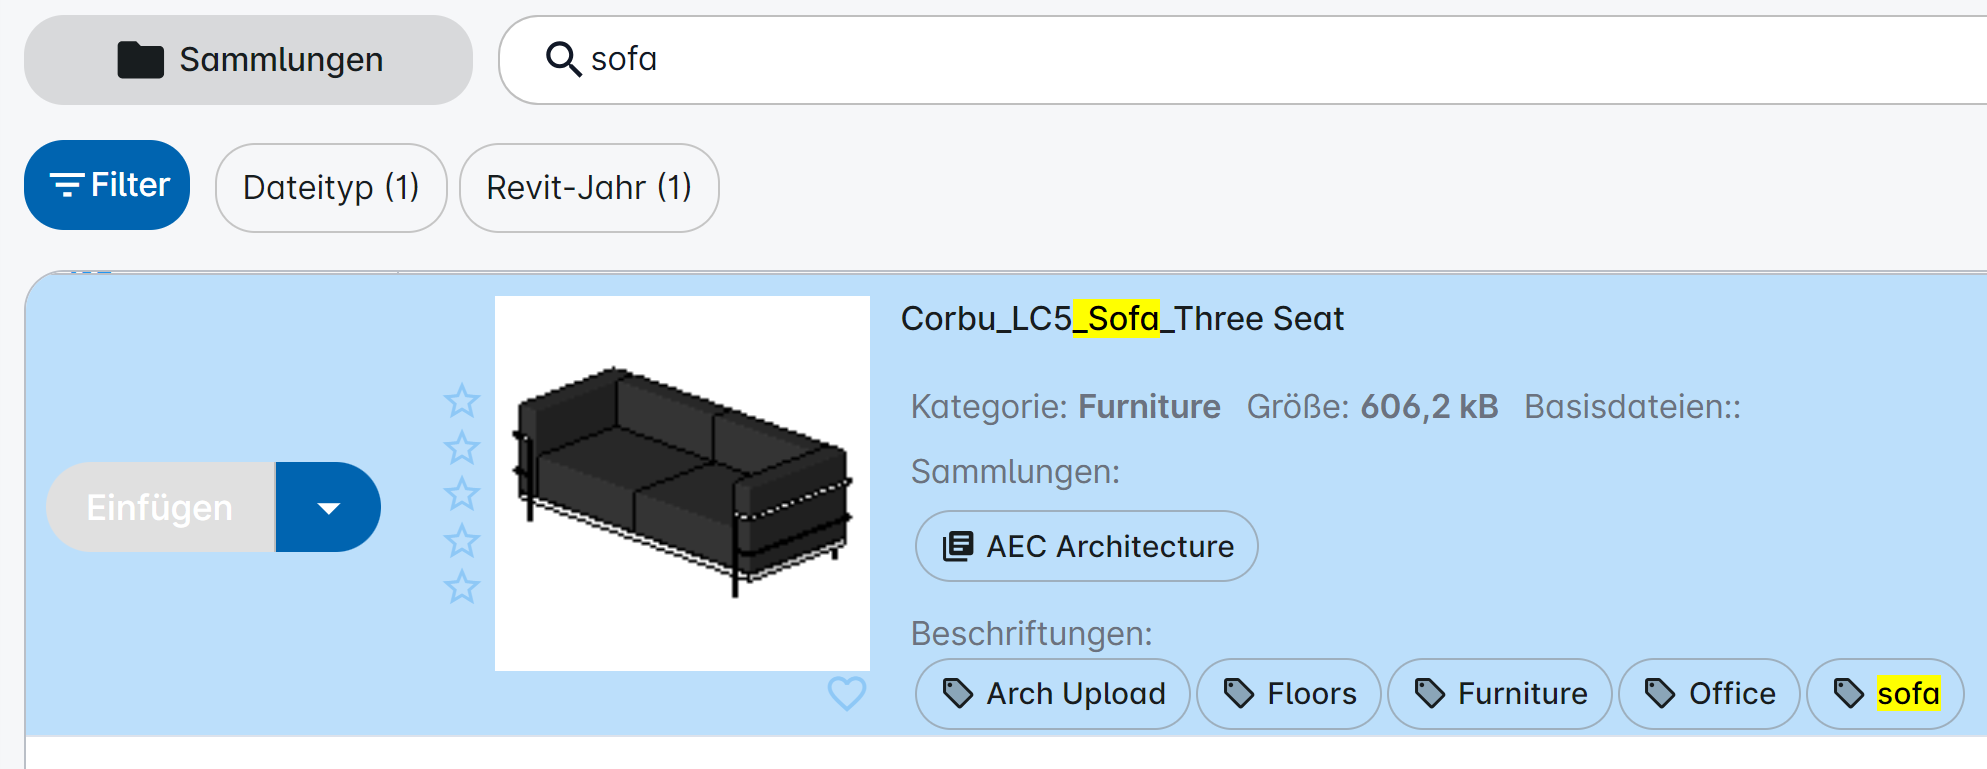 Sammlungen
sofa
Filter
Dateityp (1)
Revit-Jahr (1)
Corbu_LC5_Sofa_Three Seat
Kategorie: Furniture Größe: 606,2 kB Basisdateien::
Einfügen
Sammlungen:
AEC Architecture
Beschriftungen:
Arch Upload Floors Furniture Office sofa